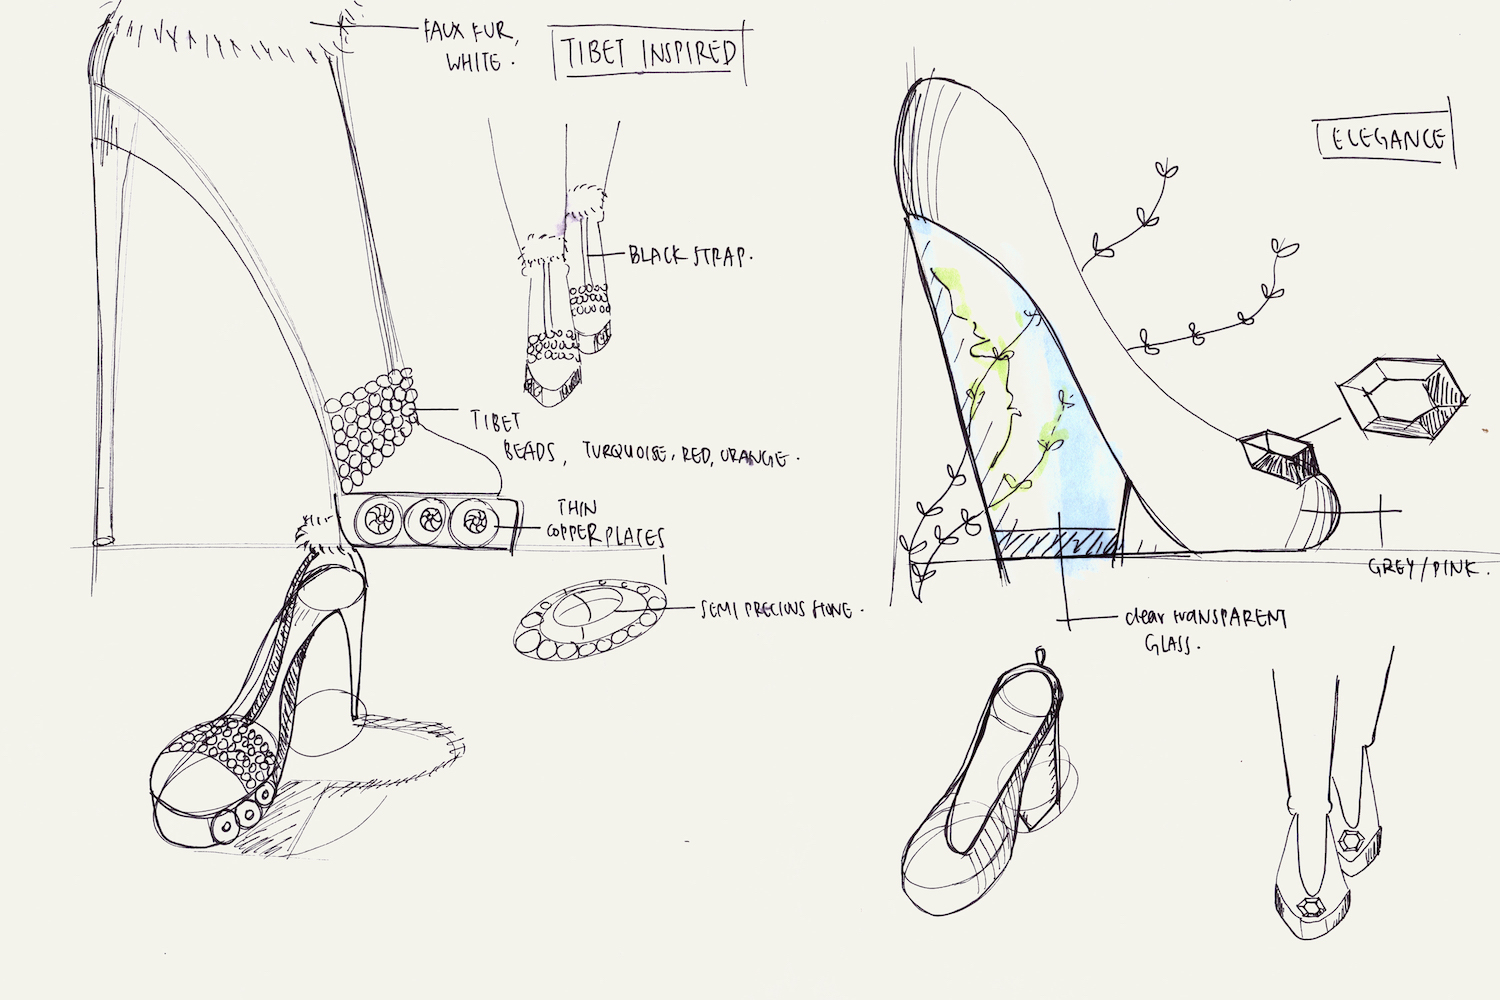 FAUX FUR,
WHITE.
TIBET INSPIRED
BLACK STRAP.
TIBET
BEADS, TURQUOISE, RED, ORANGE.
THIN
COPPER PLATES
SEMI PRECIOUS STONE.
ELEGANCE
GREY/PINK.
clear tranSPARENT
GLASS.